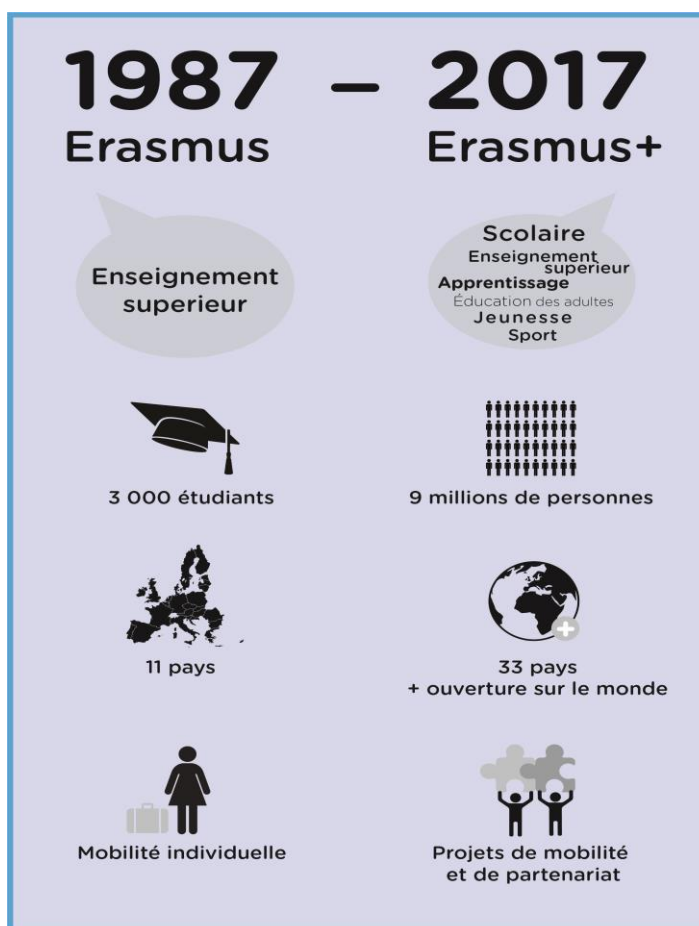 1987 – 2017
Erasmus
Erasmus+
Enseignement
superieur
Scolaire
Enseignement
supérieur
Apprentissage
Éducation des adultes
Jeunesse
Sport
3 000 étudiants
9 millions de personnes
11 pays
33 pays
+ ouverture sur le monde
Mobilité individuelle
Projets de mobilité
et de partenariat